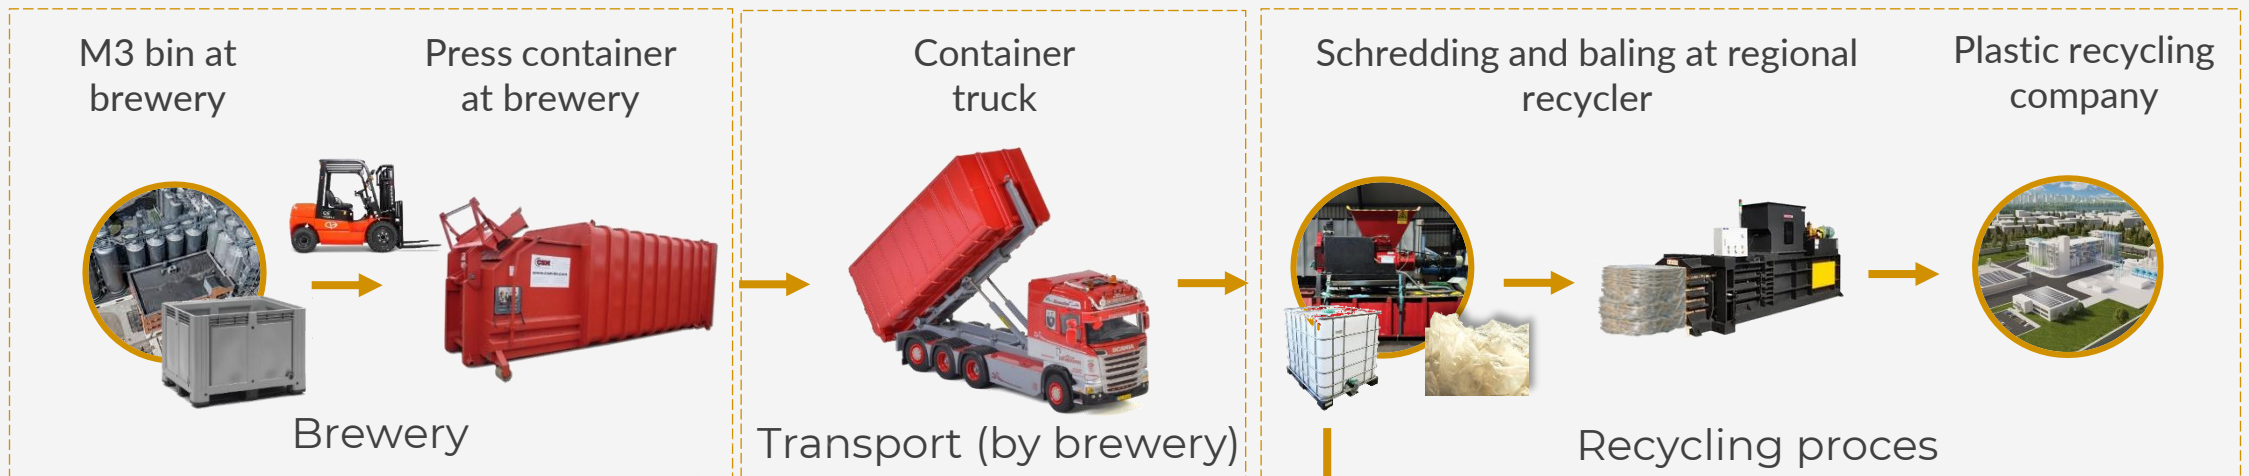 M3 bin at
brewery
Press container
at brewery
Container
truck
Schredding and baling at regional
recycler
Plastic recycling
company
SCANIA
Brewery
Transport (by brewery)
Recycling proces